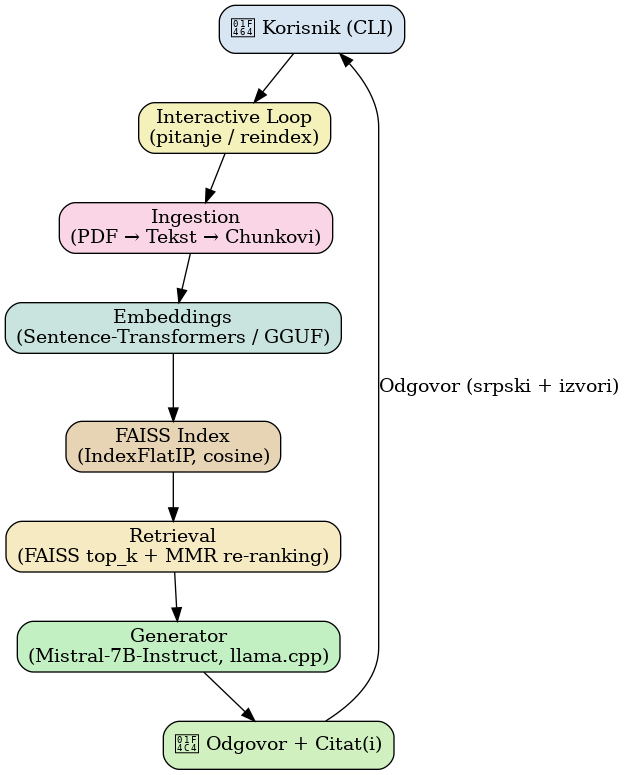 Korisnik (CLI)
Interactive Loop
(pitanje / reindex)
Ingestion
(PDF → Tekst → Chunkovi)
Embeddings
(Sentence-Transformers / GGUF)
Odgovor (srpski + izvori)
FAISS Index
(IndexFlatIP, cosine)
Retrieval
(FAISS top_k + MMR re-ranking)
Generator
(Mistral-7B-Instruct, llama.cpp)
Odgovor + Citat(i)